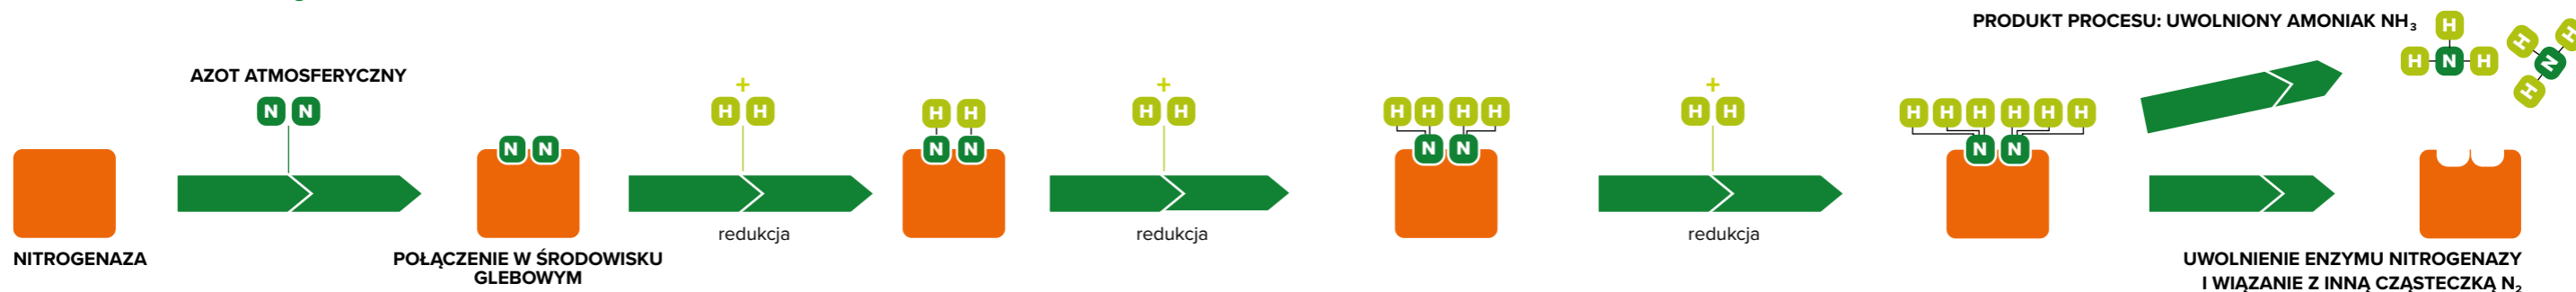 PRODUKT PROCESU: UWOLNIONY AMONIAK NH₃
H
H N H
H H
N
H
AZOT ATMOSFERYCZNY
N N
+
H H
H H
N N
+
H H
H H H H
N N
+
H H
H H H H H H
N N
N N
redukcja
redukcja
redukcja
NITROGENAZA
POŁĄCZENIE W ŚRODOWISKU
GLEBOWYM
UWOLNIENIE ENZYMU NITROGENAZY
I WIĄZANIE Z INNĄ CZĄSTECZKĄ N₂